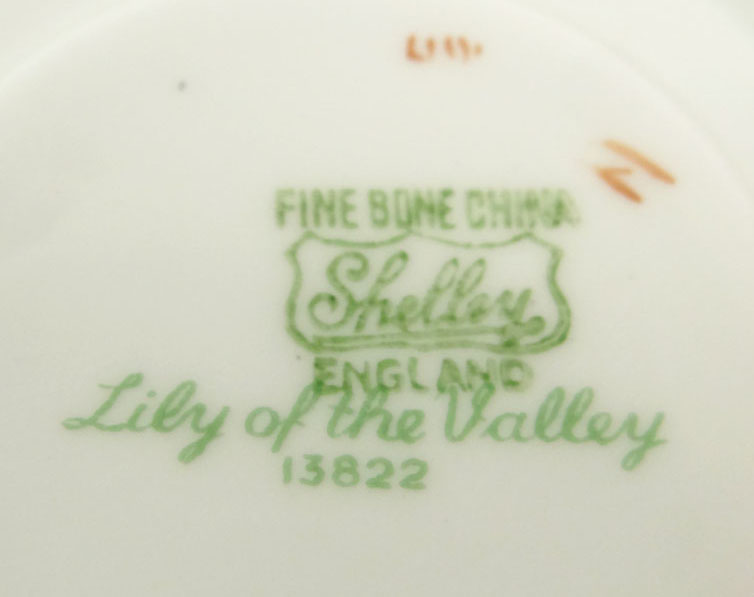 FINE BONE CHINA
Shelley
ENGLAND
Lily of the Valley
13822